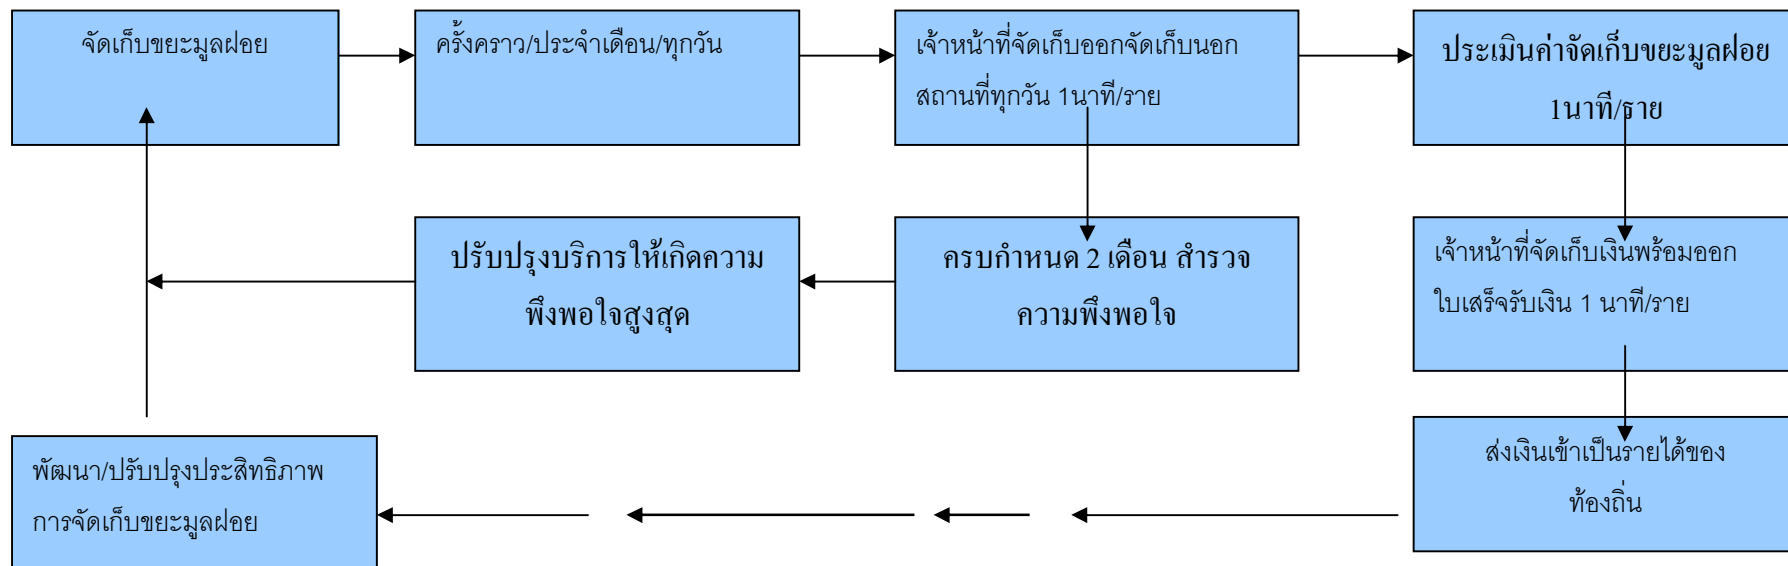 จัดเก็บขยะมูลฝอย
ครั้งคราว/ประจำเดือน/ทุกวัน
เจ้าหน้าที่จัดเก็บออกจัดเก็บนอก
สถานที่ทุกวัน 1นาที/ราย
ประเมินค่าจัดเก็บขยะมูลฝอย
1นาที/ราย
ปรับปรุงบริการให้เกิดความ
พึงพอใจสูงสุด
ครบกำหนด 2 เดือน สำรวจ
ความพึงพอใจ
เจ้าหน้าที่จัดเก็บเงินพร้อมออก
ใบเสร็จรับเงิน 1 นาที/ราย
พัฒนา/ปรับปรุงประสิทธิภาพ
การจัดเก็บขยะมูลฝอย
ส่งเงินเข้าเป็นรายได้ของ
ท้องถิ่น